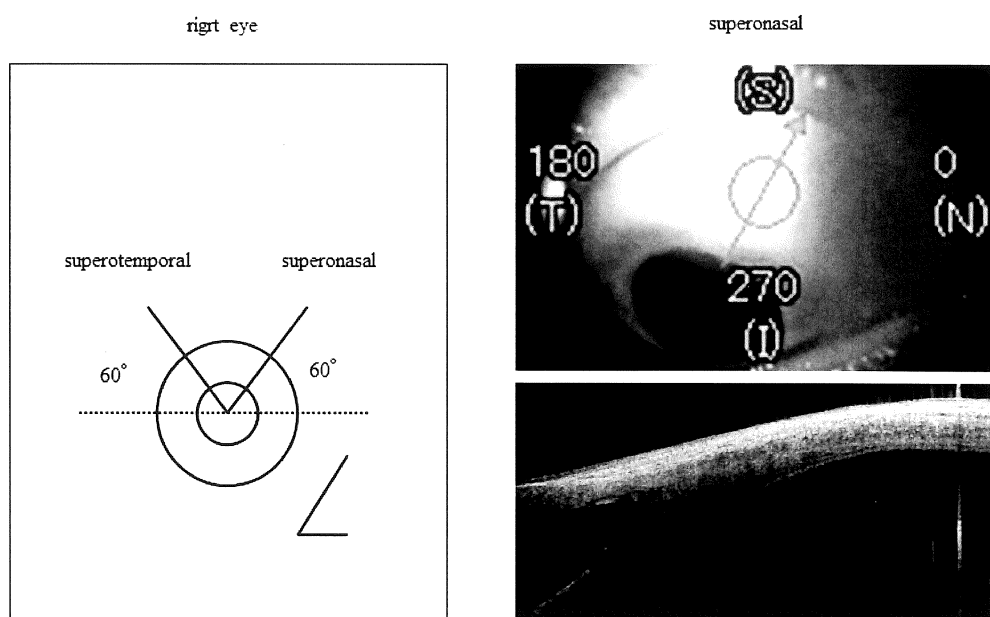 rigrt eye
superotemporal
superonasal
60°
60°
superonasal
(S)
180
(T)
0
(N)
270
(I)